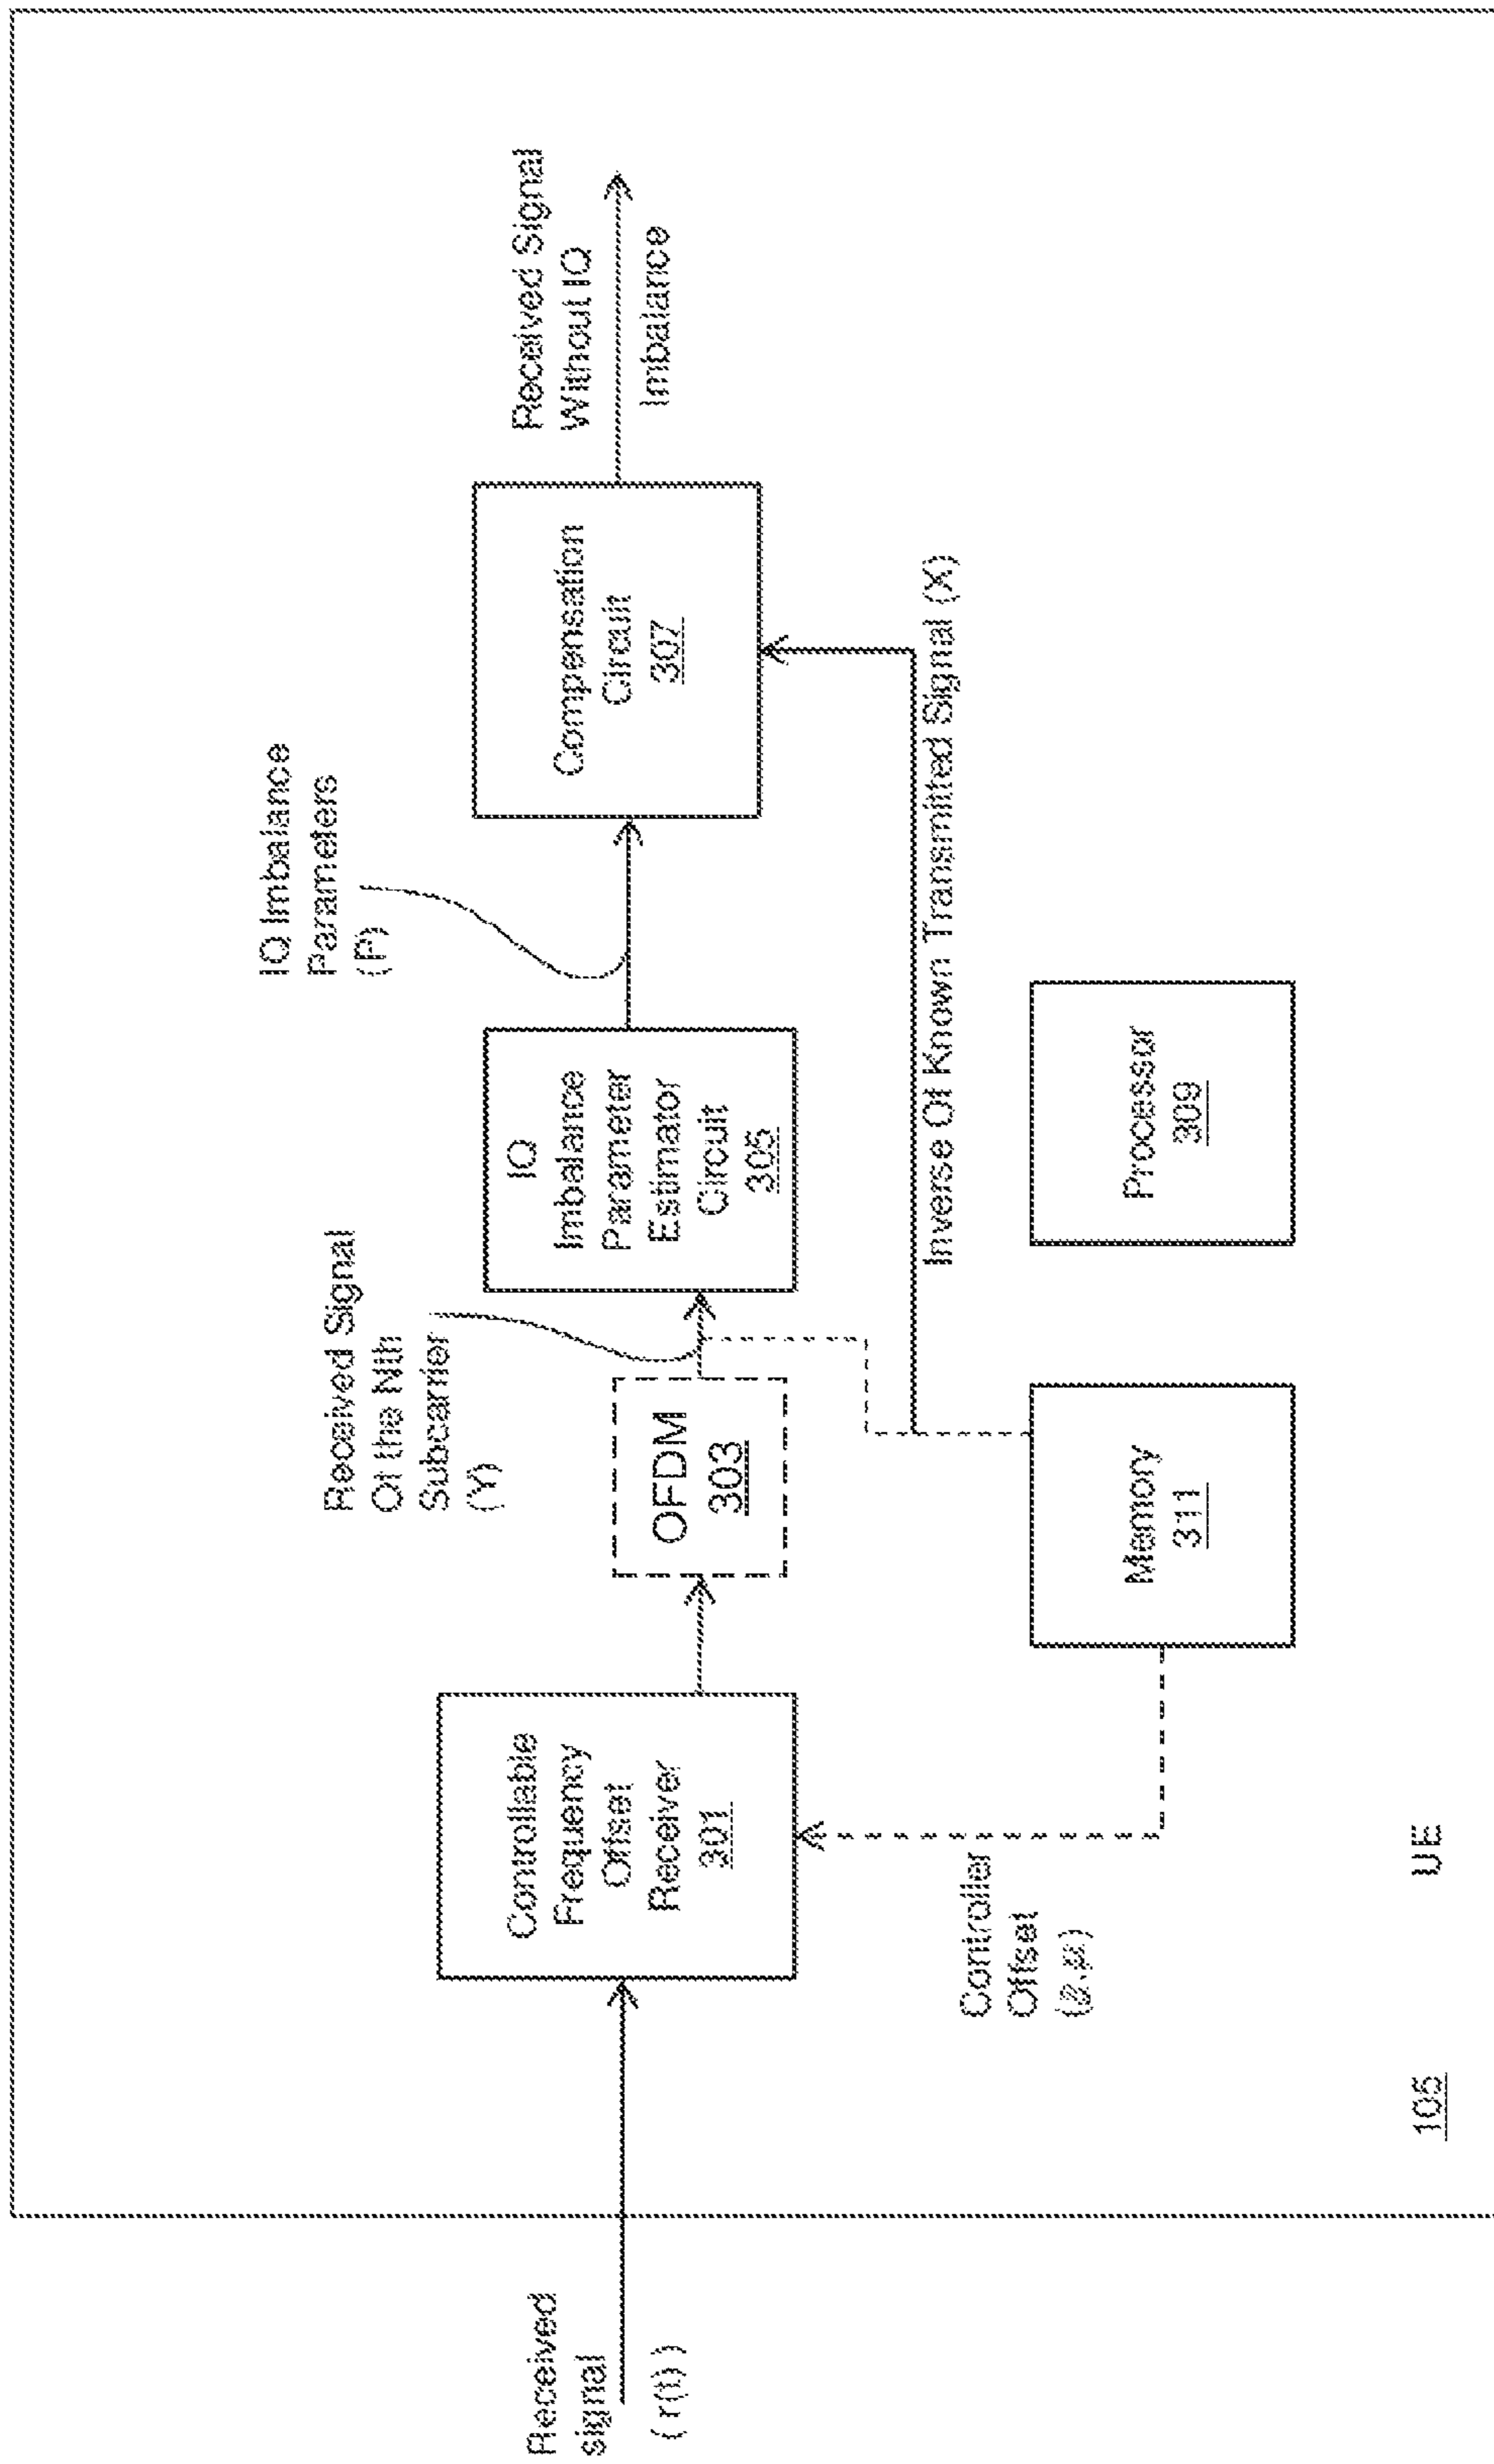 Received
signal
( r(t) )
Controllable
Frequency
Offset
Receiver
301
Controller
Offset
OFDM
303
Received Signal
Of the Nth
Subcarrier
(Y)
IQ
Imbalance
Parameter
Estimator
Circuit
305
IQ Imbalance
Parameters
(P)
Compensation
Circuit
307
Received Signal
Without IQ
Imbalance
Inverse Of Known Transmitted Signal (X)
Memory
311
Processor
309
105
UE